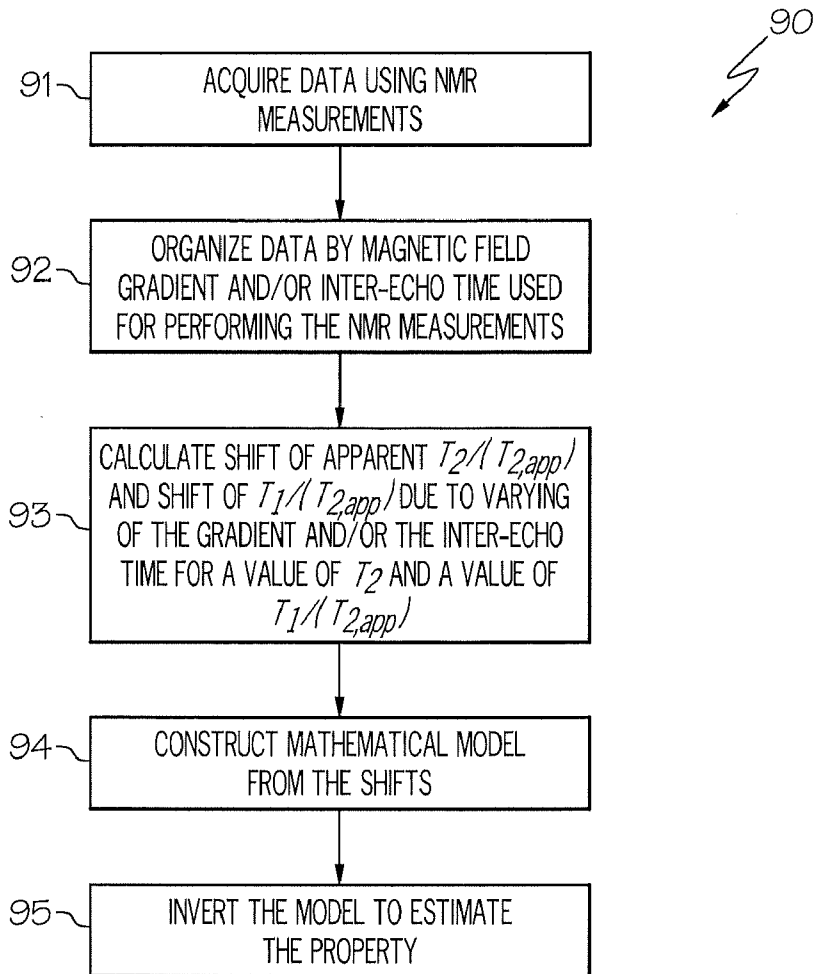 90
91
ACQUIRE DATA USING NMR
MEASUREMENTS
92
ORGANIZE DATA BY MAGNETIC FIELD
GRADIENT AND/OR INTER-ECHO TIME USED
FOR PERFORMING THE NMR MEASUREMENTS
93
CALCULATE SHIFT OF APPARENT T2/(T2,app)
AND SHIFT OF T1/(T2,app) DUE TO VARYING
OF THE GRADIENT AND/OR THE INTER-ECHO
TIME FOR A VALUE OF T2 AND A VALUE OF
T1/(T2,app)
94
CONSTRUCT MATHEMATICAL MODEL
FROM THE SHIFTS
95
INVERT THE MODEL TO ESTIMATE
THE PROPERTY